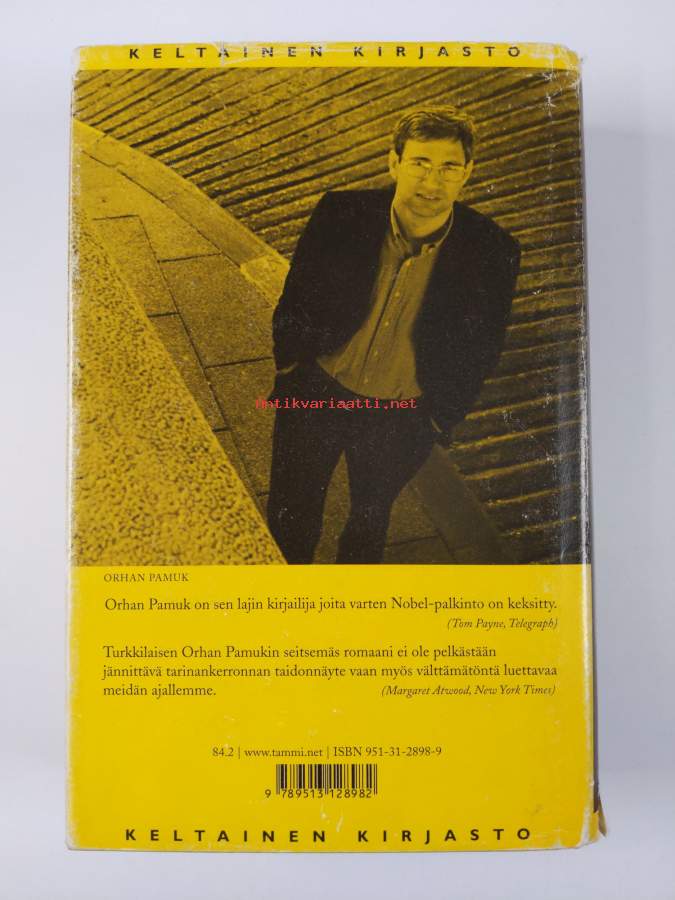 KELTAINEN KIRJASTO
Antikvariaatti.net
ORHAN PAMUK
Orhan Pamuk on sen lajin kirjailija joita varten Nobel-palkinto on keksitty.
(Tom Payne, Telegraph)
Turkkilaisen Orhan Pamukin seitsemäs romaani ei ole pelkästään
jännittävä tarinankerronnan taidonnäyte vaan myös välttämätöntä luettavaa
meidän ajallemme. (Margaret Atwood, New York Times)
84.2 | www.tammi.net | ISBN 951-31-2898-9
9 789513 128982
KELTAINEN KIRJASTO